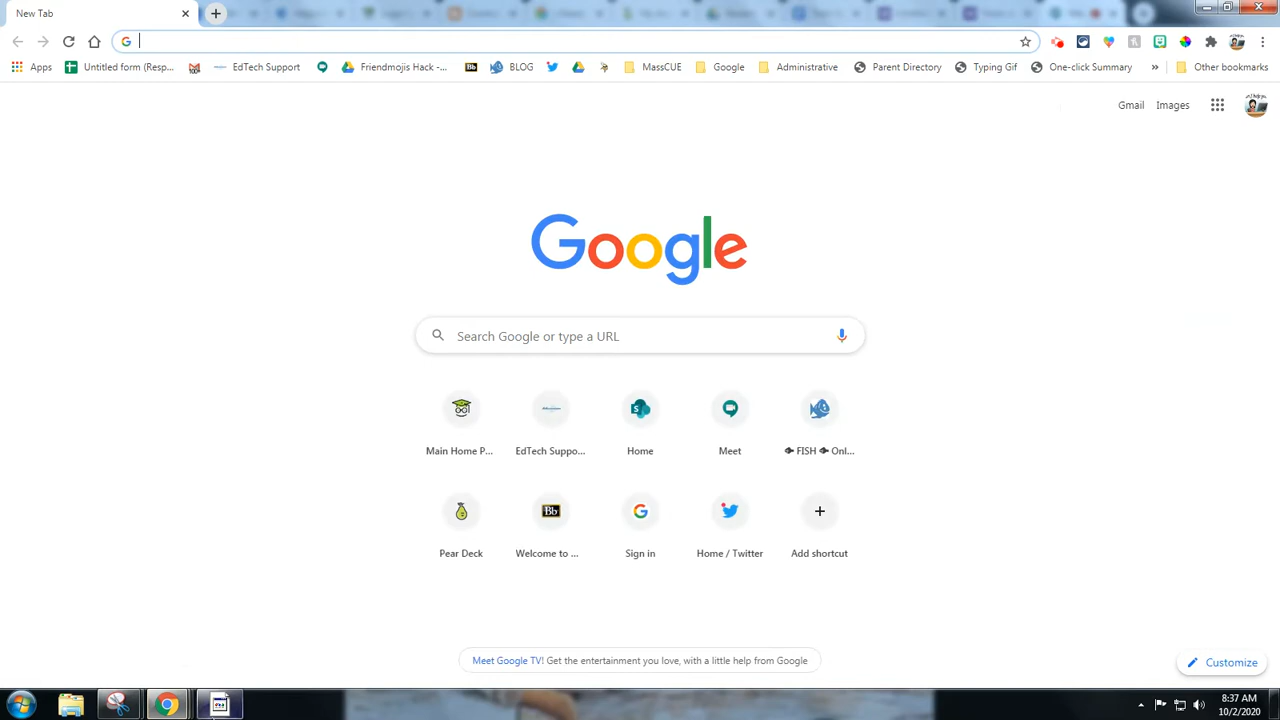 New Tab
Apps
Untitled form (Resp...
EdTech Support
Friendmojis Hack -...
Bb
BLOG
MassCUE
Google
Administrative
Parent Directory
Typing Gif
One-click Summary
»
Other bookmarks
Gmail
Images
Google
Search Google or type a URL
Main Home P...
EdTech Suppo...
Home
Meet
🐟 FISH 🐟 Onl...
Bb
Pear Deck
Welcome to ...
Sign in
Home / Twitter
Add shortcut
Meet Google TV! Get the entertainment you love, with a little help from Google
Customize
8:37 AM
10/2/2020